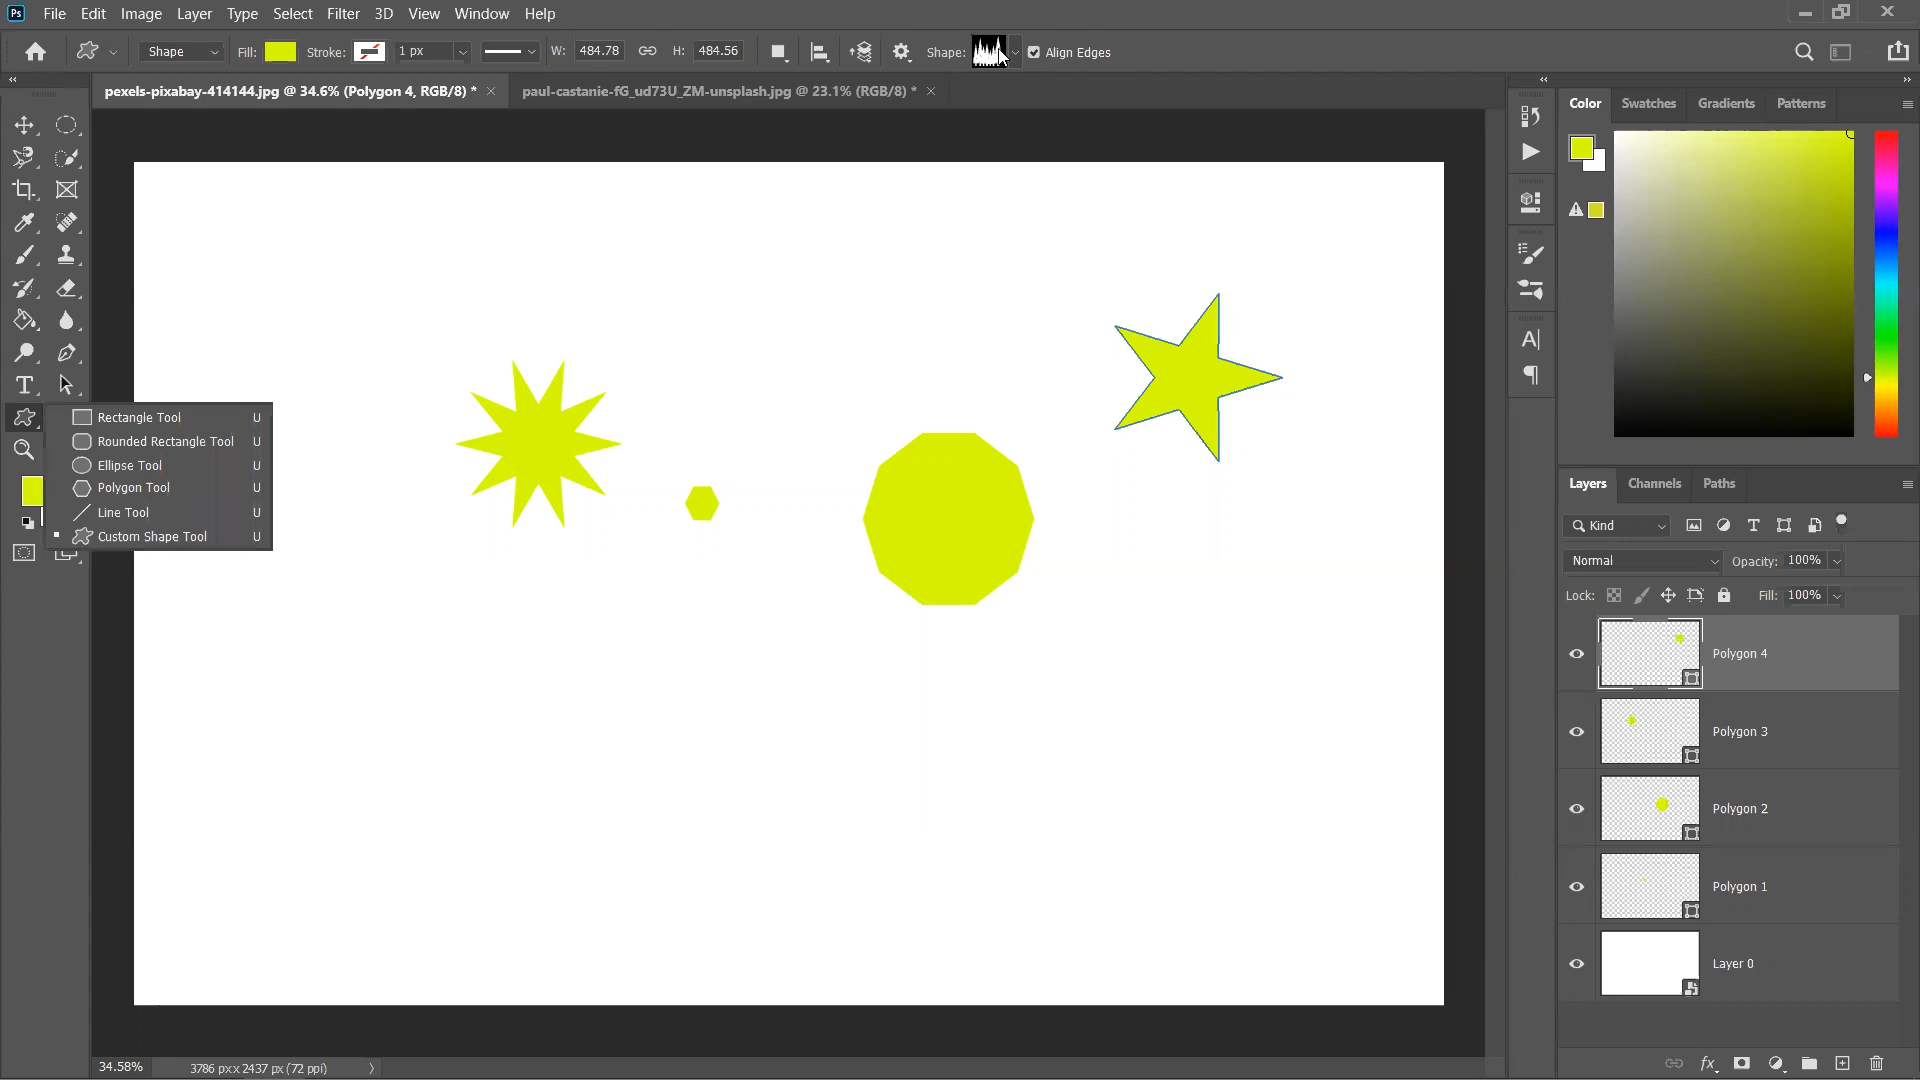 Ps File Edit Image Layer Type Select Filter 3D View Window Help
Shape Fill: Stroke: 1 px W: 484.78 H: 484.56 Shape: Align Edges
pexels-pixabay-414144.jpg @ 34.6% (Polygon 4, RGB/8) * paul-castanie-fG_ud73U_ZM-unsplash.jpg @ 23.1% (RGB/8) *
Color Swatches Gradients Patterns
Rectangle Tool U
Rounded Rectangle Tool U
Ellipse Tool U
Polygon Tool U
Line Tool U
Custom Shape Tool U
Layers Channels Paths
Kind
Normal Opacity: 100%
Lock: Fill: 100%
Polygon 4
Polygon 3
Polygon 2
Polygon 1
Layer 0
34.58% 3786 px x 2437 px (72 ppi)